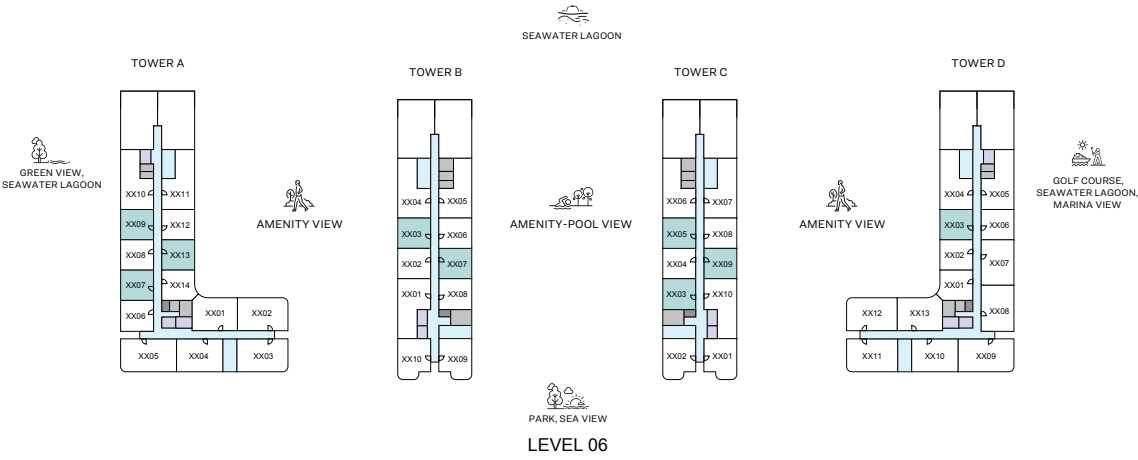 SEAWATER LAGOON
TOWER A
TOWER B
TOWER C
TOWER D
GREEN VIEW,
SEAWATER LAGOON
AMENITY VIEW
AMENITY-POOL VIEW
AMENITY VIEW
GOLF COURSE,
SEAWATER LAGOON,
MARINA VIEW
XX10 XX11
XX09 XX12
XX08 XX13
XX07 XX14
XX06 XX01 XX02
XX05 XX04 XX03
XX04 XX05
XX03 XX06
XX02 XX07
XX01 XX08
XX10 XX09
XX06 XX07
XX05 XX08
XX04 XX09
XX03 XX10
XX02 XX01
XX04 XX05
XX03 XX06
XX02 XX07
XX01
XX12 XX13 XX08
XX11 XX10 XX09
PARK, SEA VIEW
LEVEL 06